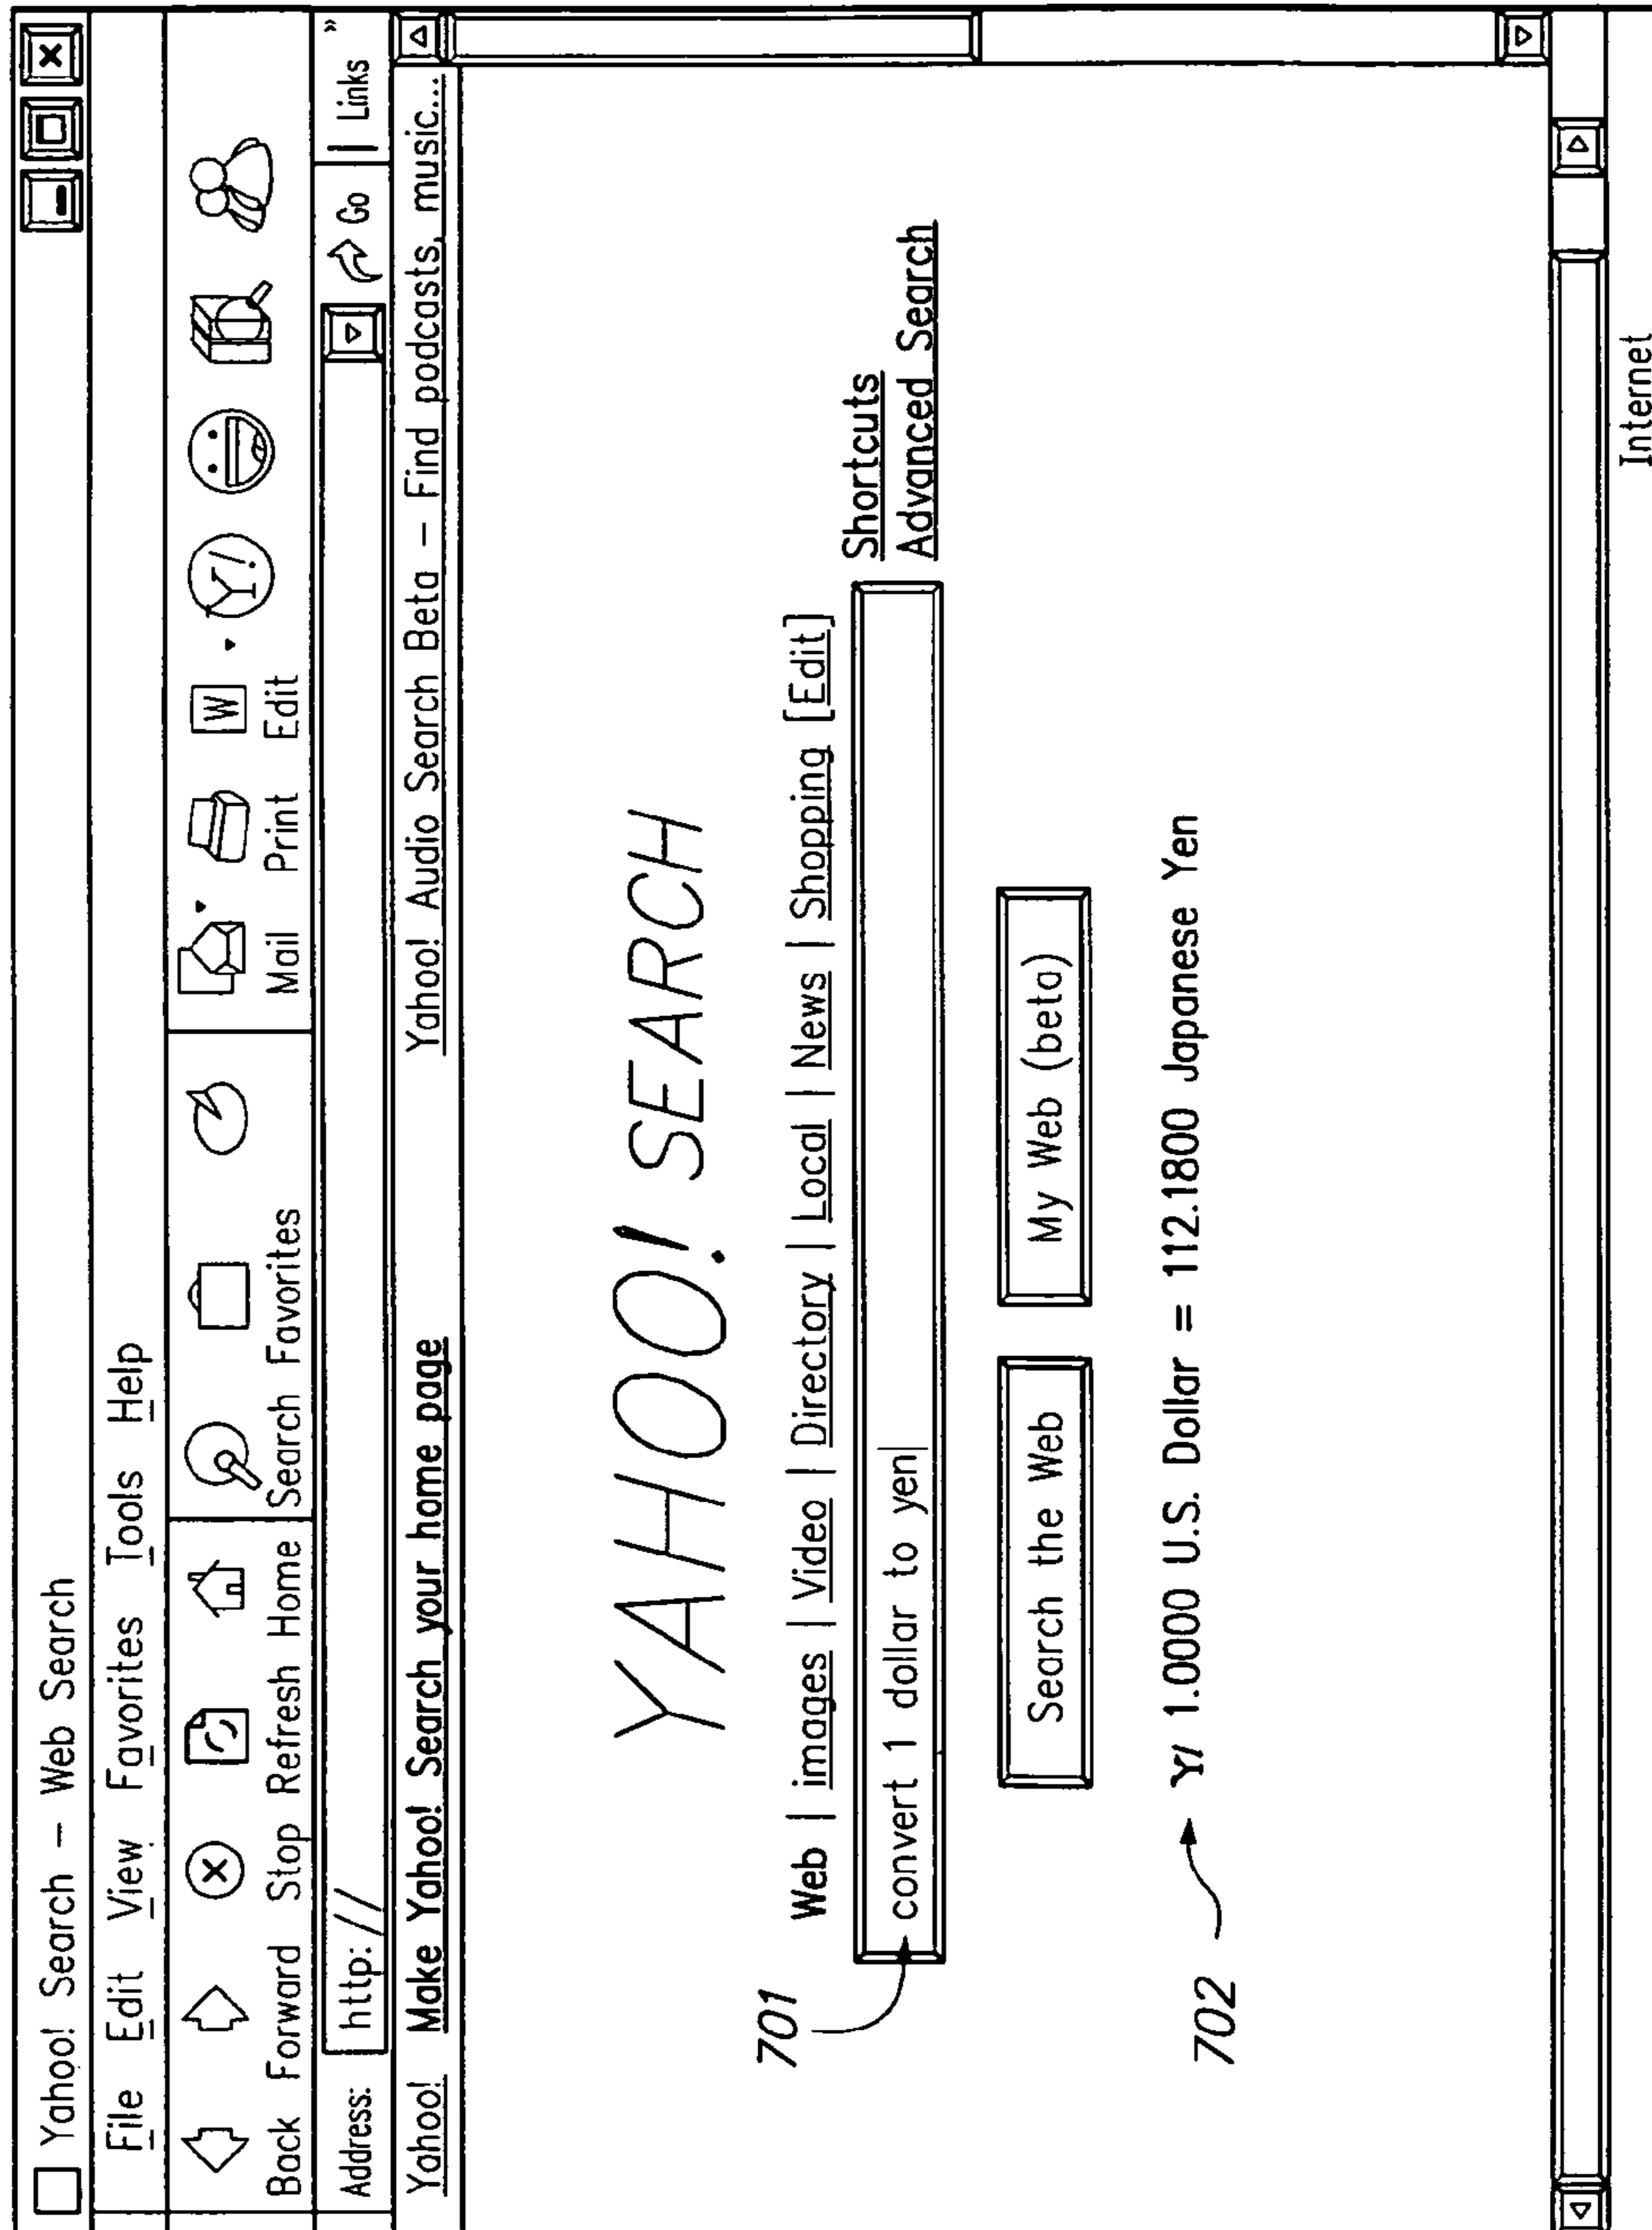 Yahoo! Search – Web Search
File Edit View Favorites Tools Help
Back Forward Stop Refresh Home Search Favorites Mail Print W Edit Y!
Address: http:// Go Links »
Yahoo! Make Yahoo! Search your home page Yahoo! Audio Search Beta – Find podcasts, music...
YAHOO! SEARCH
Web | images | Video | Directory | Local | News | Shopping [Edit]
701 convert 1 dollar to yen
Shortcuts
Advanced Search
Search the Web My Web (beta)
702 Y! 1.0000 U.S. Dollar = 112.1800 Japanese Yen
Internet